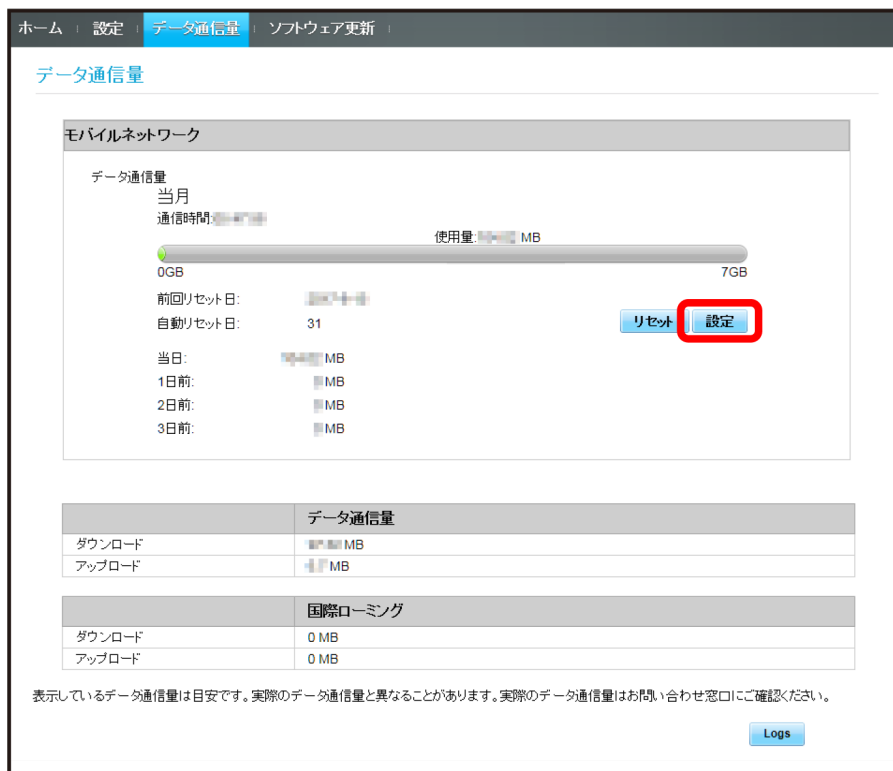 ホーム 設定 データ通信量 ソフトウェア更新
データ通信量
モバイルネットワーク
データ通信量
当月
通信時間:
使用量: MB
0GB 7GB
前回リセット日:
自動リセット日: 31 リセット 設定
当日: MB
1日前: MB
2日前: MB
3日前: MB
データ通信量
ダウンロード MB
アップロード MB
国際ローミング
ダウンロード 0 MB
アップロード 0 MB
表示しているデータ通信量は目安です。実際のデータ通信量と異なることがあります。実際のデータ通信量はお問い合わせ窓口にご確認ください。
Logs